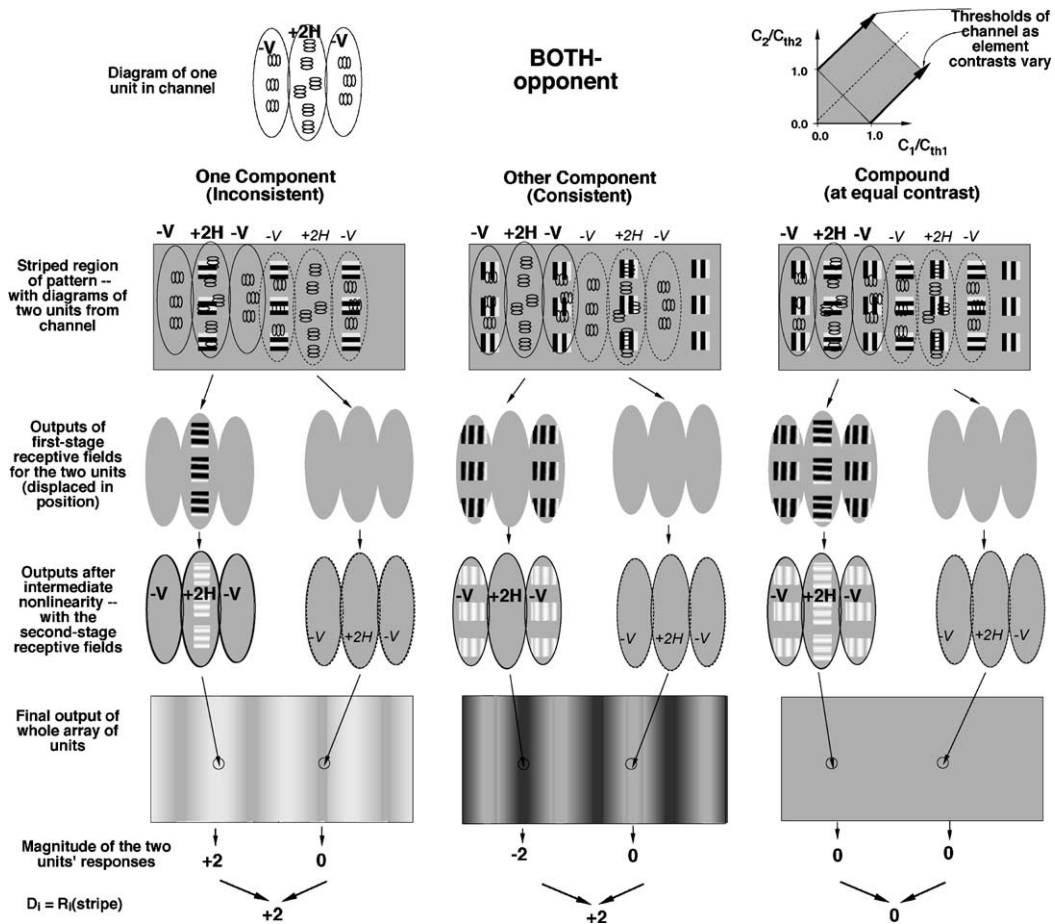 -V +2H -V
Diagram of one
unit in channel
BOTH-
opponent
C2/Cth2
1.0
0.0
0.0 1.0
C1/Cth1
Thresholds of
channel as
element
contrasts vary
One Component
(Inconsistent)
Other Component
(Consistent)
Compound
(at equal contrast)
-V +2H -V -V +2H -V
-V +2H -V -V +2H -V
-V +2H -V -V +2H -V
Striped region
of pattern --
with diagrams of
two units from
channel
Outputs of
first-stage
receptive fields
for the two units
(displaced in
position)
Outputs after
intermediate
nonlinearity --
with the
second-stage
receptive fields
-V +2H -V
-V +2H -V
-V +2H -V
-V +2H -V
-V +2H -V
-V +2H -V
Final output of
whole array of
units
Magnitude of the two
units' responses
+2 0 -2 0 0 0
Di = Ri(stripe)
+2 +2 0